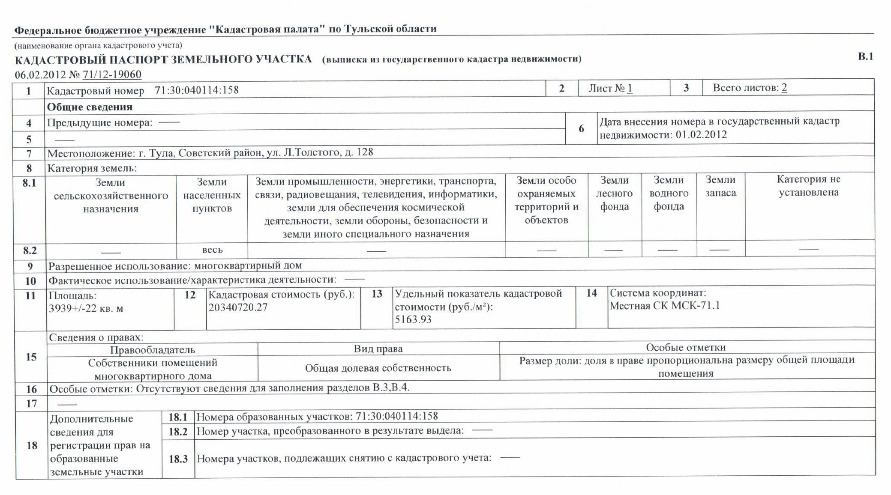 Федеральное бюджетное учреждение "Кадастровая палата" по Тульской области
(наименование органа кадастрового учета)
КАДАСТРОВЫЙ ПАСПОРТ ЗЕМЕЛЬНОГО УЧАСТКА (выписка из государственного кадастра недвижимости) В.1
06.02.2012 № 71/12-19060
1 Кадастровый номер 71:30:040114:158 2 Лист № 1 3 Всего листов: 2
Общие сведения
4 Предыдущие номера: —
6 Дата внесения номера в государственный кадастр
недвижимости: 01.02.2012
5 —
7 Местоположение: г. Тула, Советский район, ул. Л.Толстого, д. 128
8 Категория земель:
8.1 Земли
сельскохозяйственного
назначения
Земли
населенных
пунктов
Земли промышленности, энергетики, транспорта,
связи, радиовещания, телевидения, информатики,
земли для обеспечения космической
деятельности, земли обороны, безопасности и
земли иного специального назначения
Земли особо
охраняемых
территорий и
объектов
Земли
лесного
фонда
Земли
водного
фонда
Земли
запаса
Категория не
установлена
8.2 — весь — — — — — —
9 Разрешенное использование: многоквартирный дом
10 Фактическое использование/характеристика деятельности: —
11 Площадь:
3939+/-22 кв. м
12 Кадастровая стоимость (руб.):
20340720.27
13 Удельный показатель кадастровой
стоимости (руб./м²):
5163.93
14 Система координат:
Местная СК МСК-71.1
15 Сведения о правах:
Правообладатель Вид права Особые отметки
Собственники помещений
многоквартирного дома
Общая долевая собственность
Размер доли: доля в праве пропорциональна размеру общей площади
помещения
16 Особые отметки: Отсутствуют сведения для заполнения разделов В.3,В.4.
17 —
18 Дополнительные
сведения для
регистрации прав на
образованные
земельные участки
18.1 Номера образованных участков: 71:30:040114:158
18.2 Номер участка, преобразованного в результате выдела: —
18.3 Номера участков, подлежащих снятию с кадастрового учета: —